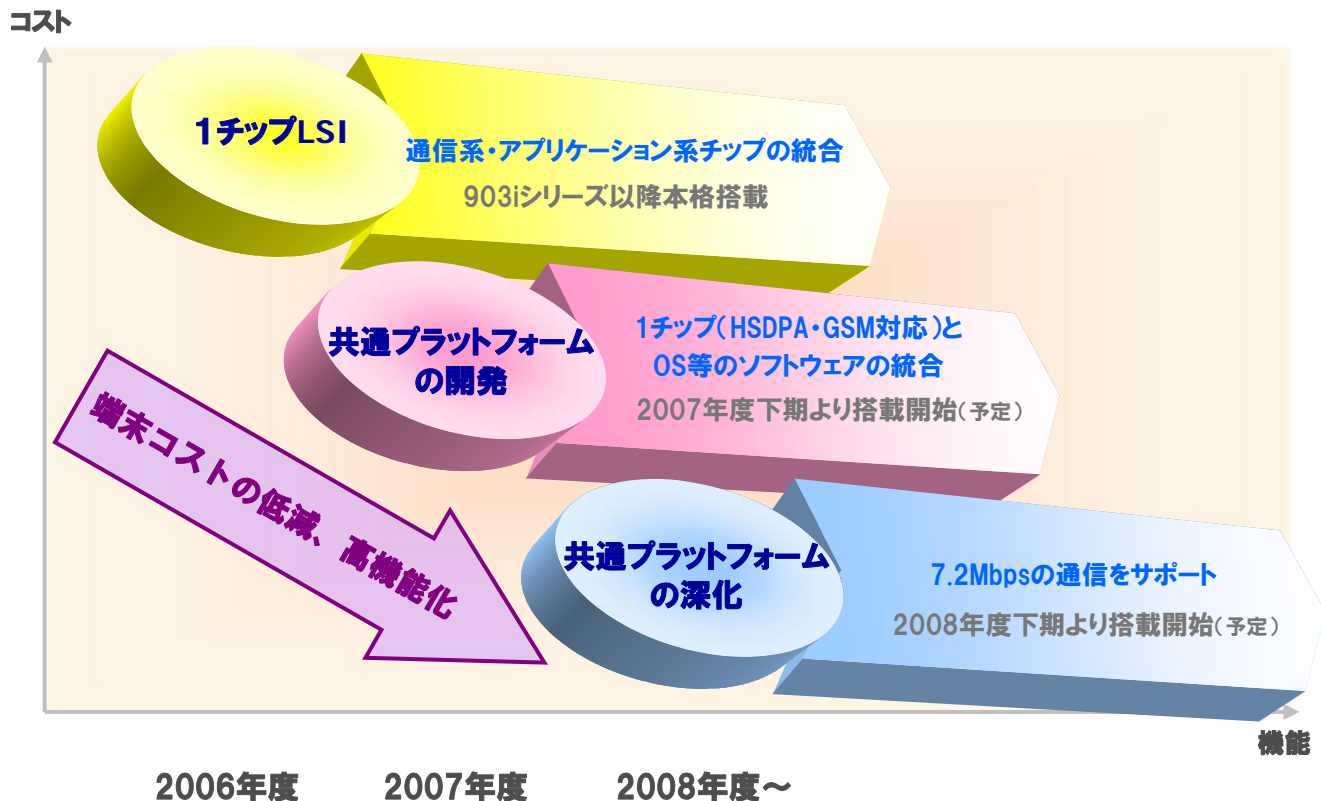 コスト
1チップLSI
通信系・アプリケーション系チップの統合
903iシリーズ以降本格搭載
共通プラットフォーム
の開発
1チップ(HSDPA・GSM対応)と
OS等のソフトウェアの統合
2007年度下期より搭載開始(予定)
端末コストの低減、高機能化
共通プラットフォーム
の深化
7.2Mbpsの通信をサポート
2008年度下期より搭載開始(予定)
機能
2006年度
2007年度
2008年度～